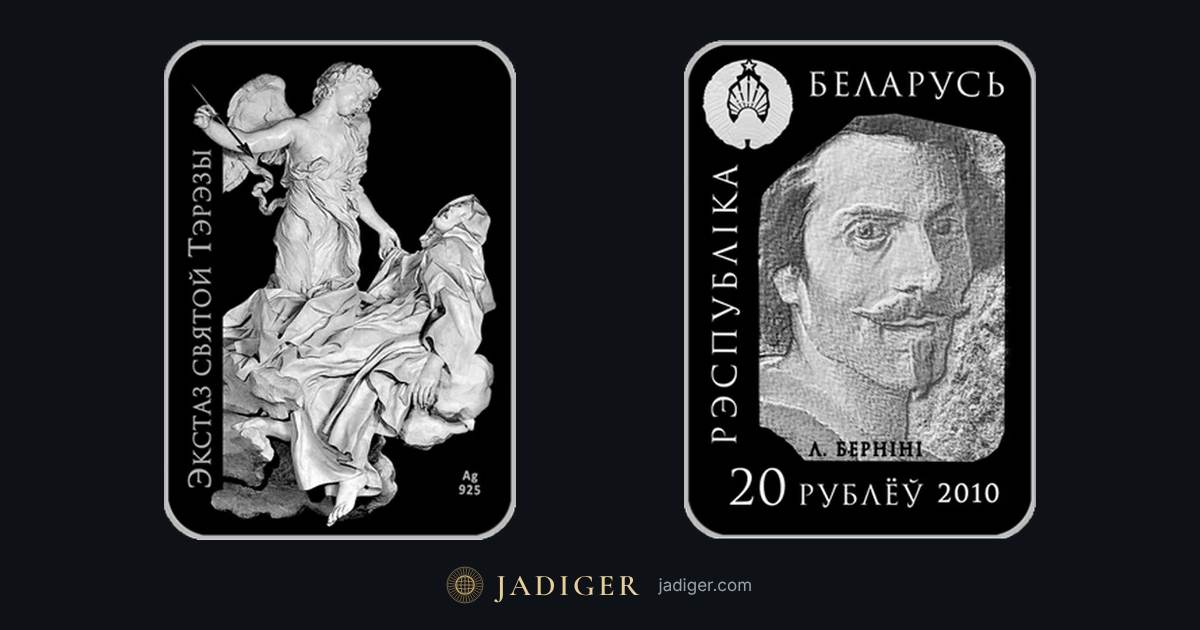 Экстаз святой Тэрэзы
Ag
925
БЕЛАРУСЬ
РЭСПУБЛІКА
Л. БЕРНІНІ
20 РУБЛЁЎ 2010
JADIGER jadiger.com